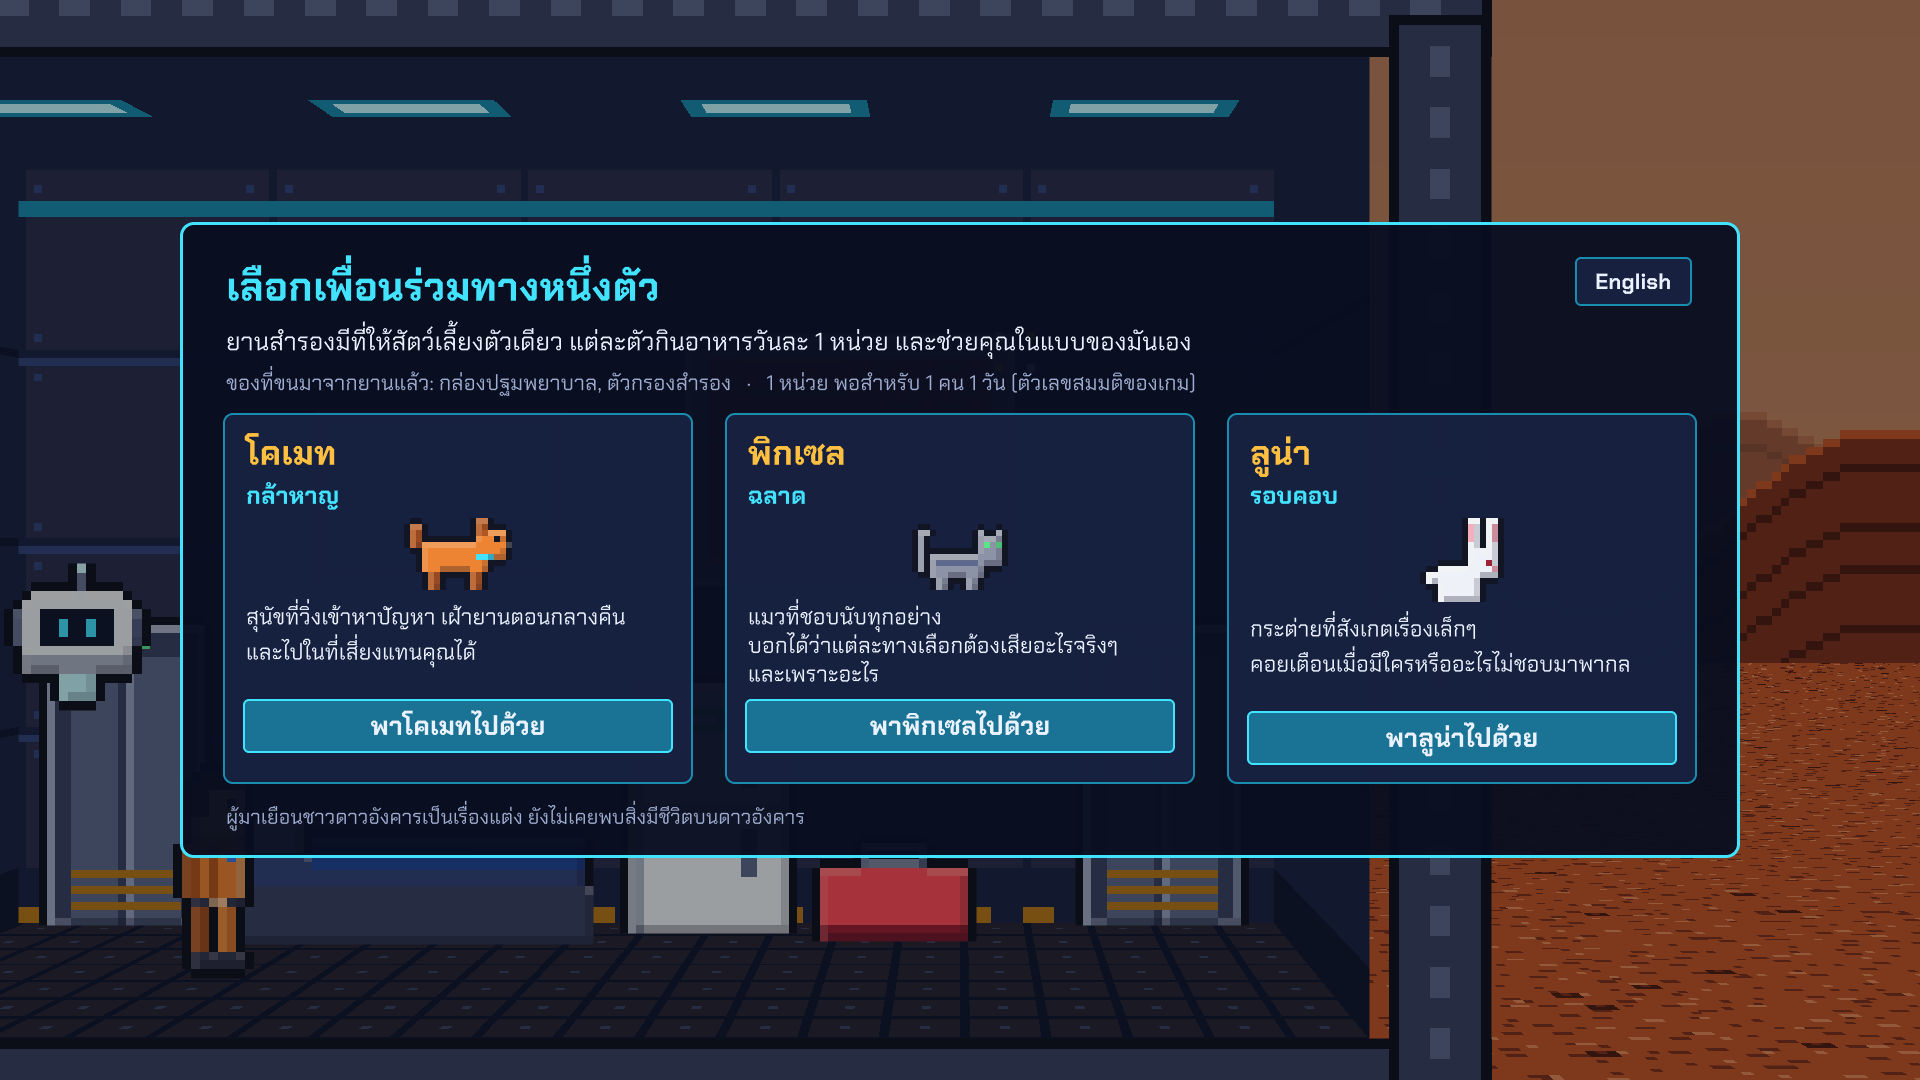 เลือกเพื่อนร่วมทางหนึ่งตัว
English
ยานสำรองมีที่ให้สัตว์เลี้ยงตัวเดียว แต่ละตัวกินอาหารวันละ 1 หน่วย และช่วยคุณในแบบของมันเอง
ของที่ขนมาจากยานแล้ว: กล่องปฐมพยาบาล, ตัวกรองสำรอง · 1 หน่วย พอสำหรับ 1 คน 1 วัน (ตัวเลขสมมติของเกม)
โคเมท
กล้าหาญ
สุนัขที่วิ่งเข้าหาปัญหา เฝ้ายานตอนกลางคืน
และไปในที่เสี่ยงแทนคุณได้
พาโคเมทไปด้วย
พิกเซล
ฉลาด
แมวที่ชอบนับทุกอย่าง
บอกได้ว่าแต่ละทางเลือกต้องเสียอะไรจริงๆ
และเพราะอะไร
พาพิกเซลไปด้วย
ลูน่า
รอบคอบ
กระต่ายที่สังเกตเรื่องเล็กๆ
คอยเตือนเมื่อมีใครหรืออะไรไม่ชอบมาพากล
พาลูน่าไปด้วย
ผู้มาเยือนชาวดาวอังคารเป็นเรื่องแต่ง ยังไม่เคยพบสิ่งมีชีวิตบนดาวอังคาร